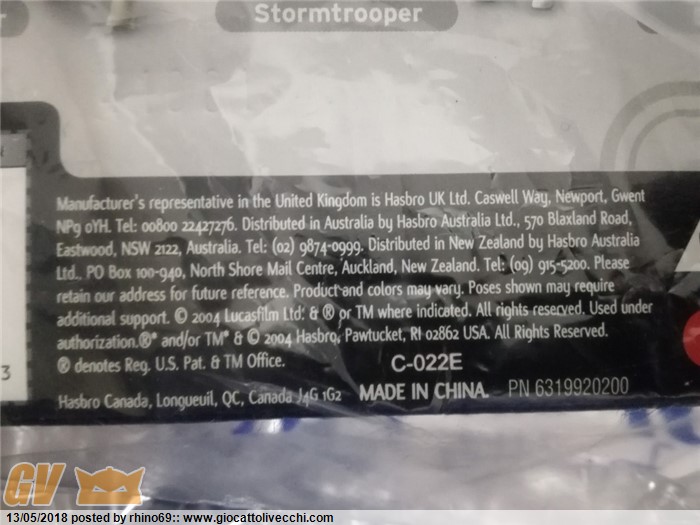 Stormtrooper
Manufacturer's representative in the United Kingdom is Hasbro UK Ltd. Caswell Way, Newport, Gwent
NP9 0YH. Tel: 00800 22427276. Distributed in Australia by Hasbro Australia Ltd., 570 Blaxland Road,
Eastwood, NSW 2122, Australia. Tel: (02) 9874-0999. Distributed in New Zealand by Hasbro Australia
Ltd., PO Box 100-940, North Shore Mail Centre, Auckland, New Zealand. Tel: (09) 915-5200. Please
retain our address for future reference. Product and colors may vary. Poses shown may require
additional support. © 2004 Lucasfilm Ltd. & ® or TM where indicated. All rights reserved. Used under
authorization.®* and/or TM* & © 2004 Hasbro, Pawtucket, RI 02862 USA. All Rights Reserved.
® denotes Reg. U.S. Pat. & TM Office.
C-022E
3
Hasbro Canada, Longueuil, QC, Canada J4G 1G2
MADE IN CHINA.
PN 6319920200
GV
13/05/2018 posted by rhino69:: www.giocattolivecchi.com